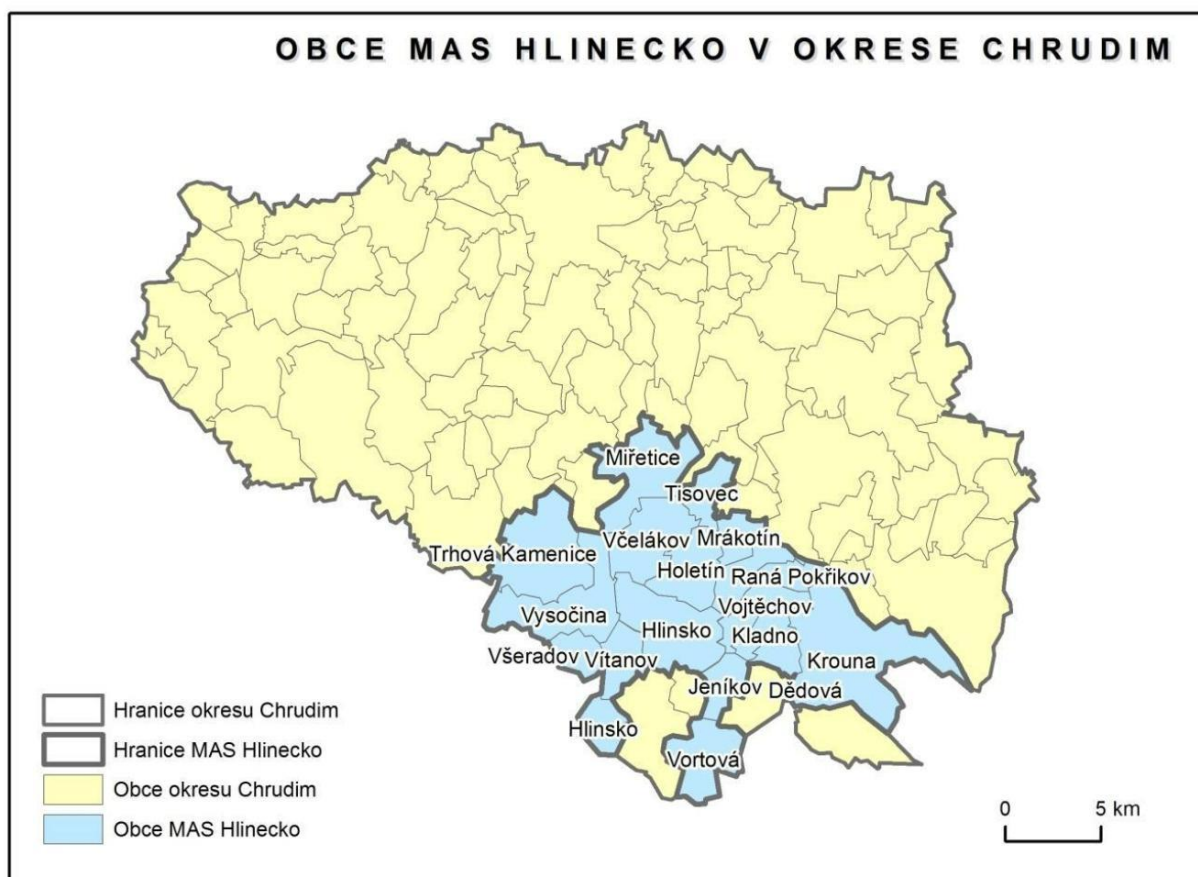 OBCE MAS HLINECKO V OKRESE CHRUDIM
Miřetice
Tisovec
Včelákov
Mrákotín
Trhová Kamenice
Holetín
Raná
Pokřikov
Vojtěchov
Vysočina
Hlinsko
Kladno
Všeradov
Vítanov
Krouna
Jeníkov
Dědová
Hlinsko
Vortová
Hranice okresu Chrudim
Hranice MAS Hlinecko
Obce okresu Chrudim
Obce MAS Hlinecko
0 5 km